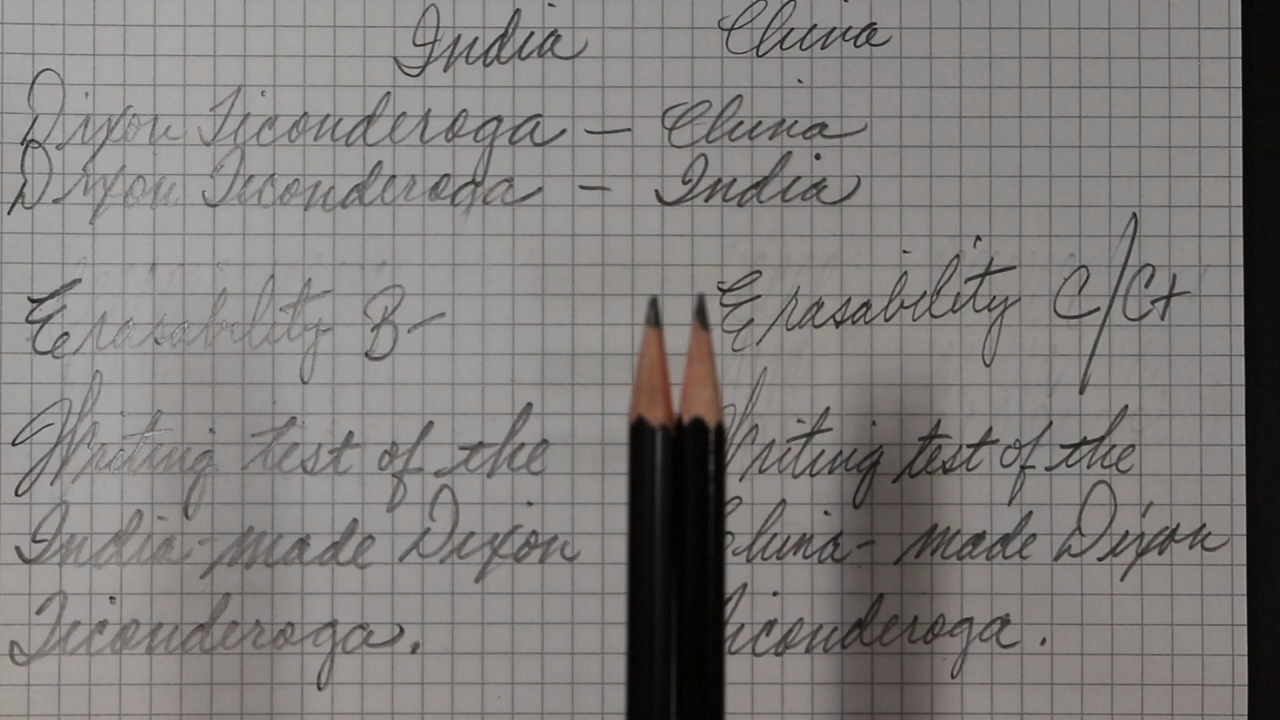 India China
Dixon Ticonderoga - China
Dixon Ticonderoga - India
Erasability B-
Erasability C/C+
Writing test of the
India-made Dixon
Ticonderoga.
Writing test of the
China-made Dixon
Ticonderoga.